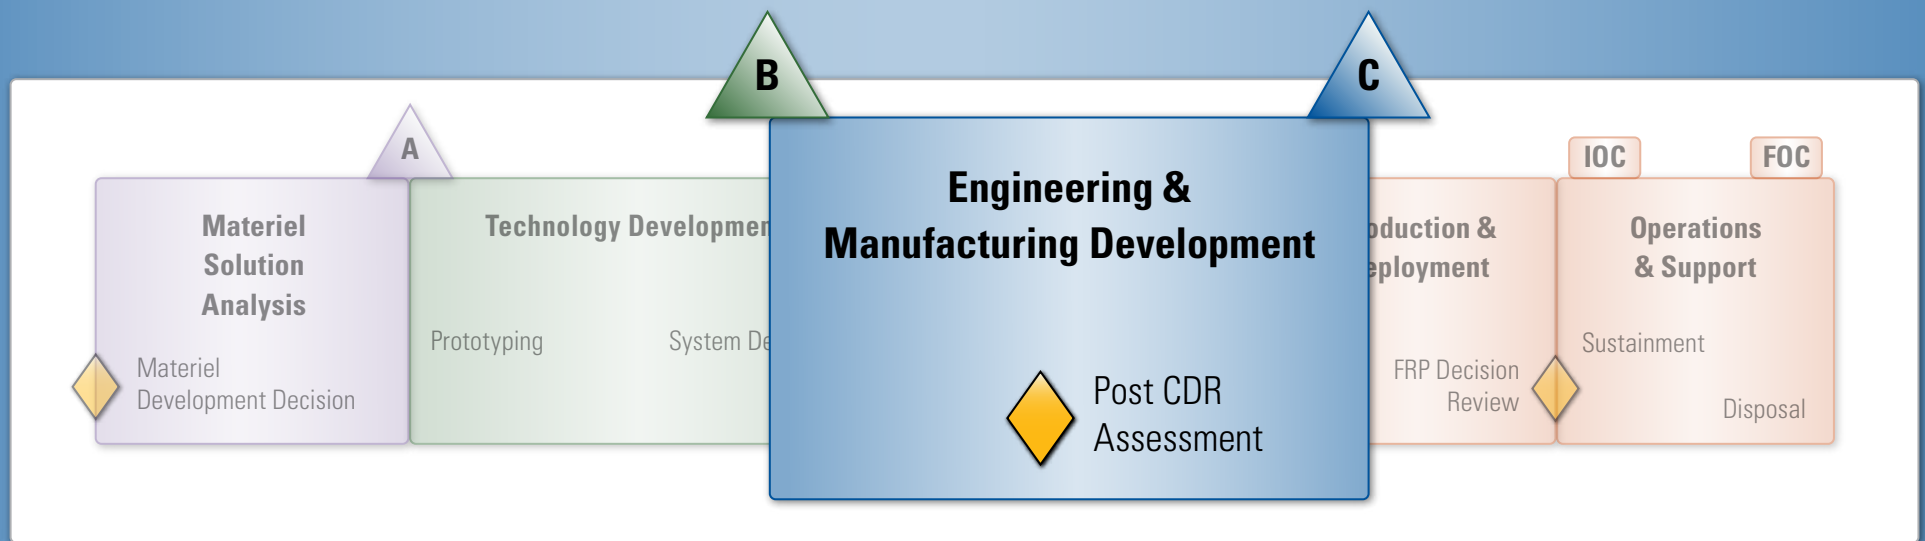 B
C
A
IOC
FOC
Materiel
Solution
Analysis
Materiel
Development Decision
Technology Developmen
Prototyping
System De
Engineering &
Manufacturing Development
Post CDR
Assessment
oduction &
eployment
FRP Decision
Review
Operations
& Support
Sustainment
Disposal